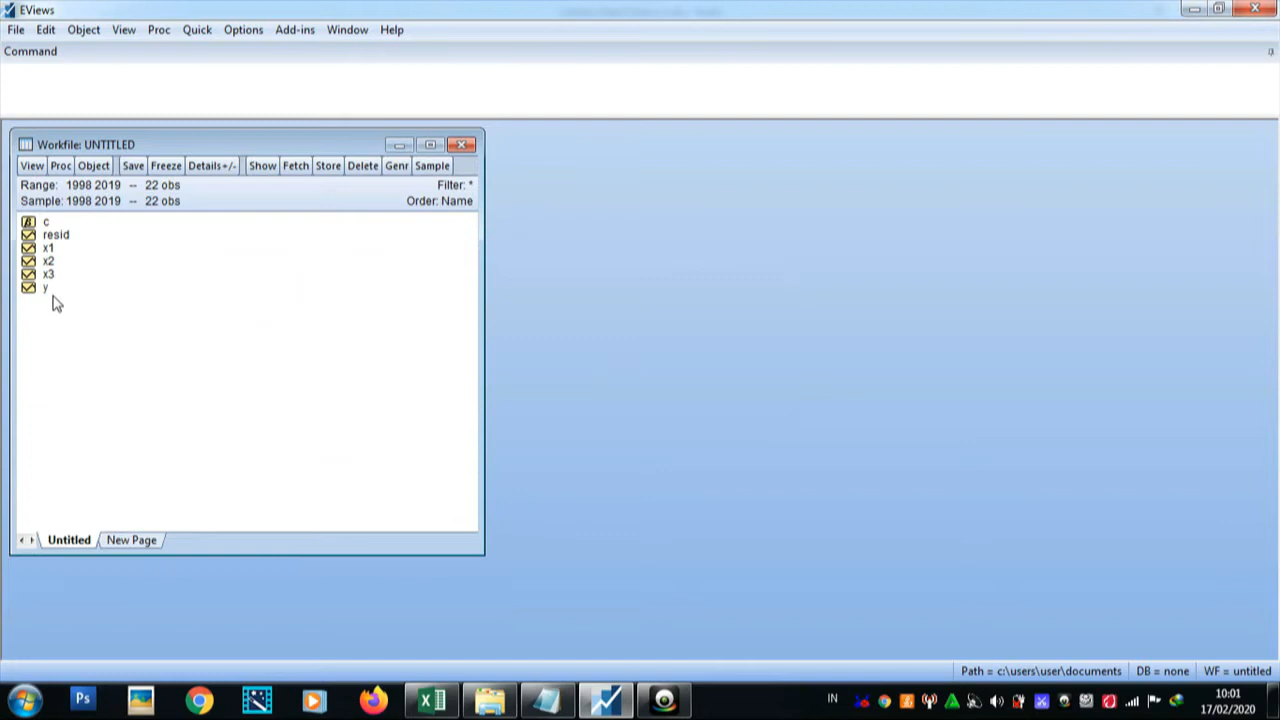 EViews
File Edit Object View Proc Quick Options Add-ins Window Help
Command
Workfile: UNTITLED
View Proc Object Save Freeze Details+/- Show Fetch Store Delete Genr Sample
Range: 1998 2019 -- 22 obs Filter: *
Sample: 1998 2019 -- 22 obs Order: Name
c
resid
x1
x2
x3
y
Untitled New Page
Path = c:\users\user\documents DB = none WF = untitled
Ps IN 10:01
17/02/2020